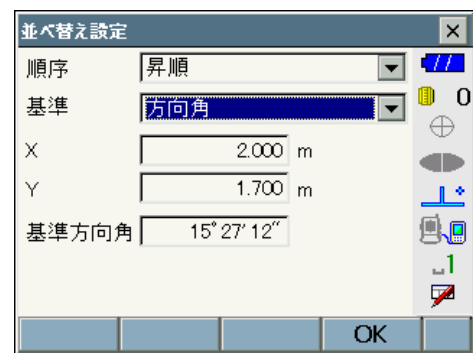 並べ替え設定
順序 昇順
基準 方向角
0
X 2.000 m
Y 1.700 m
基準方向角 15°27'12"
1
OK